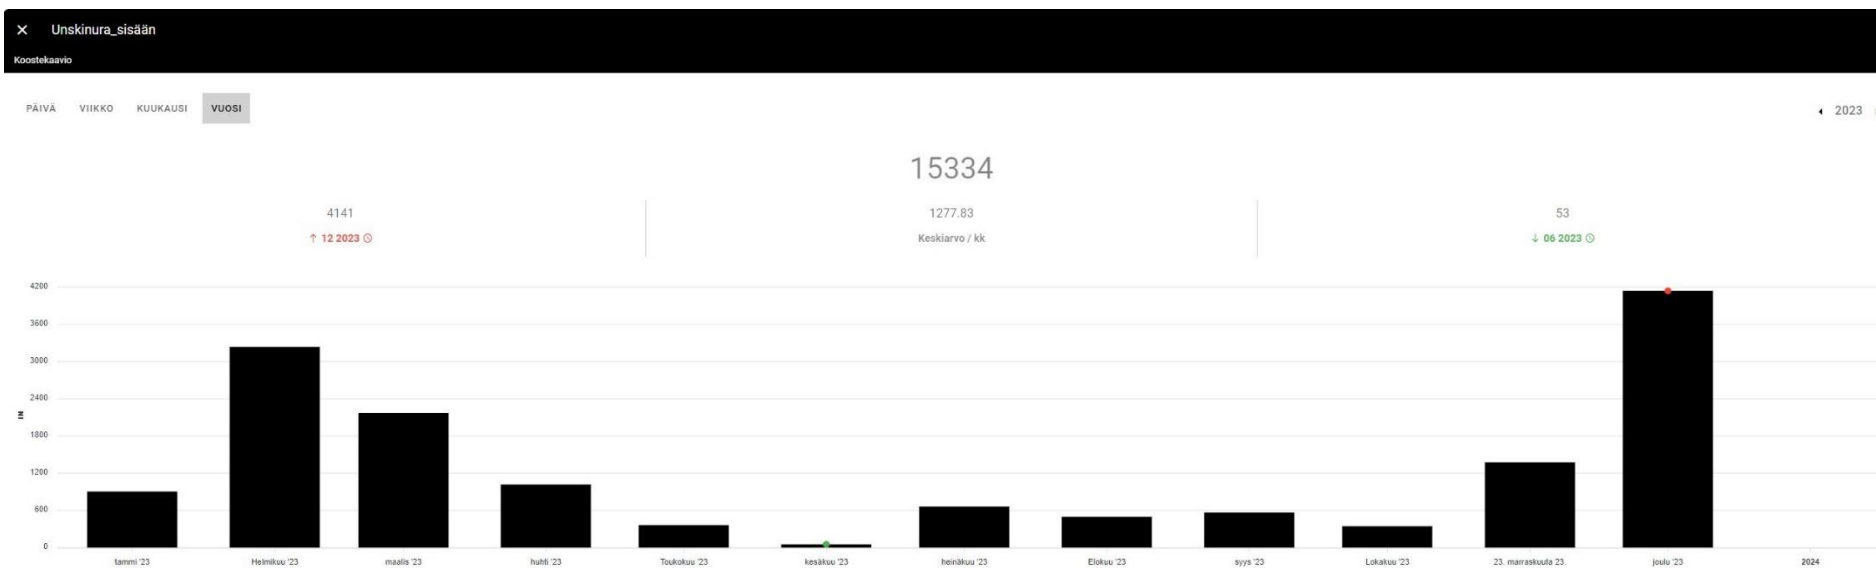 × Unskinura_sisään
Koostekaavio
PÄIVÄ VIIKKO KUUKAUSI VUOSI
2023
15334
4141 1277.83 53
↑ 12 2023 Keskiarvo / kk ↓ 06 2023
4200
3600
3000
2400
IN
1800
1200
600
0
tammi '23 Helmikuu '23 maalis '23 huhti '23 Toukokuu '23 kesäkuu '23 heinäkuu '23 Elokuu '23 syys '23 Lokakuu '23 23. marraskuuta 23. joulu '23 2024